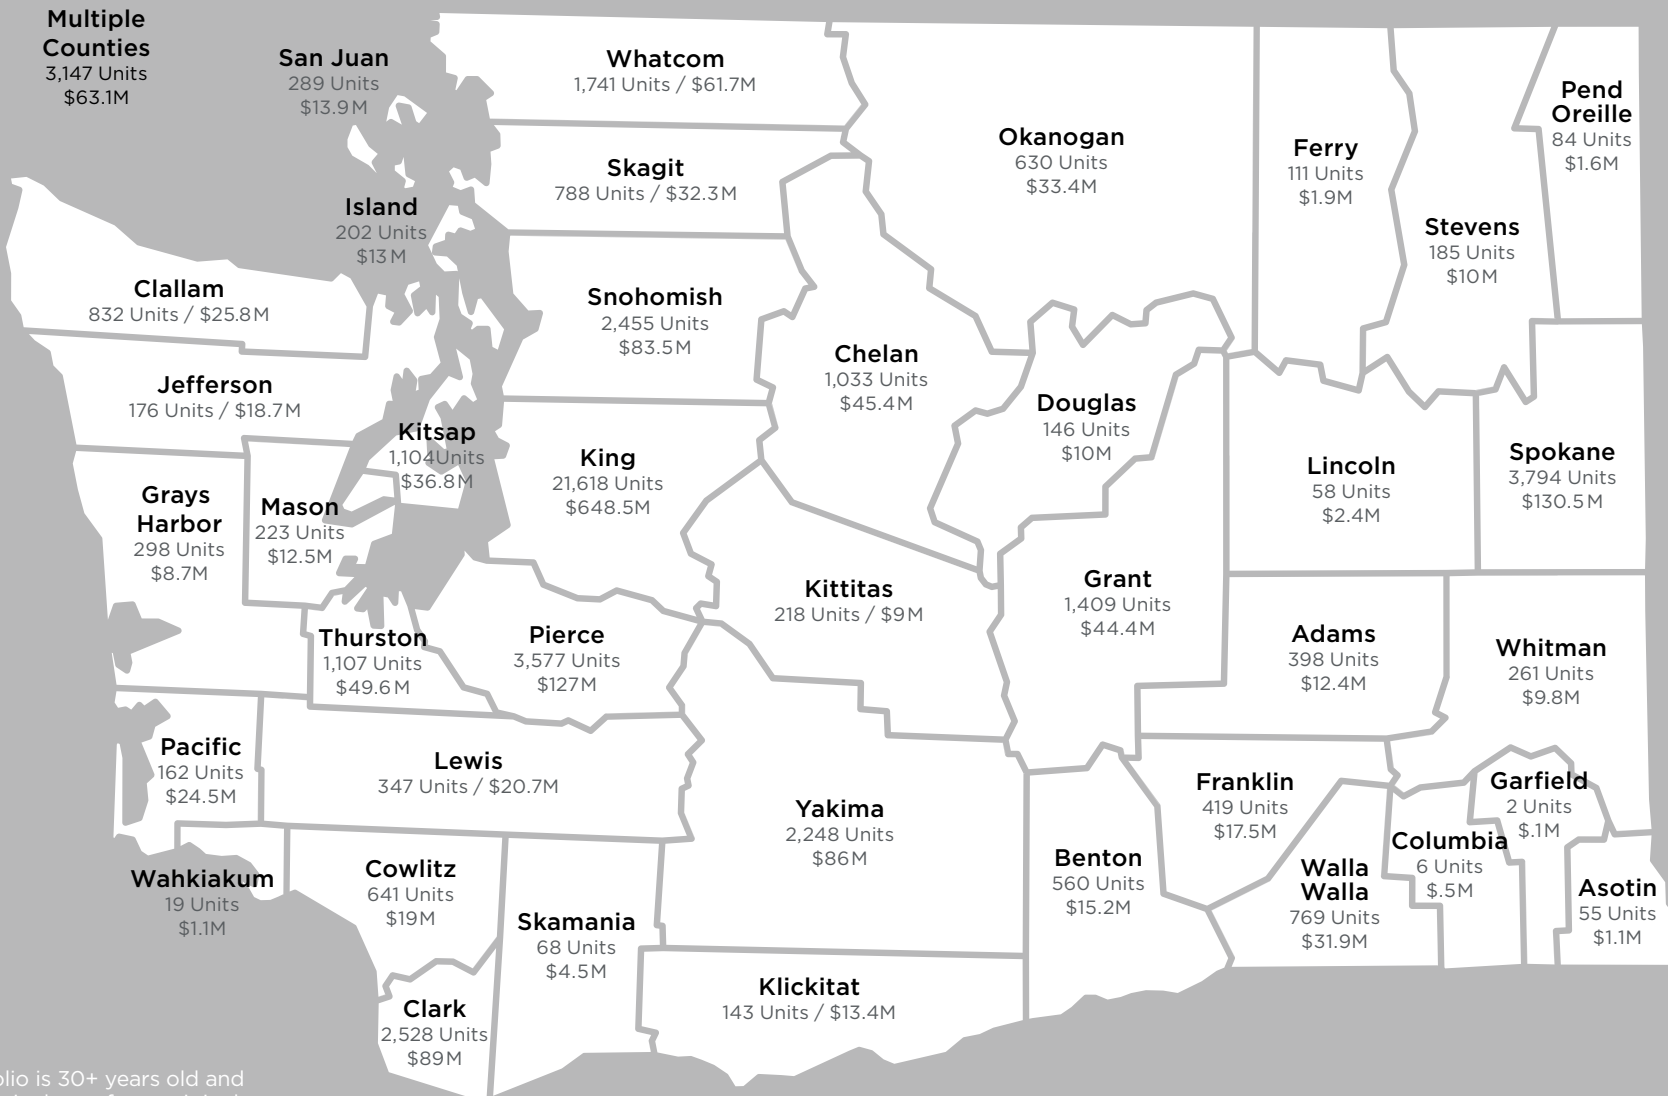 Multiple
Counties
3,147 Units
$63.1M
San Juan
289 Units
$13.9M
Whatcom
1,741 Units / $61.7M
Skagit
788 Units / $32.3M
Island
202 Units
$13M
Okanogan
630 Units
$33.4M
Ferry
111 Units
$1.9M
Pend
Oreille
84 Units
$1.6M
Stevens
185 Units
$10M
Clallam
832 Units / $25.8M
Snohomish
2,455 Units
$83.5M
Chelan
1,033 Units
$45.4M
Jefferson
176 Units / $18.7M
Douglas
146 Units
$10M
Kitsap
1,104Units
$36.8M
King
21,618 Units
$648.5M
Lincoln
58 Units
$2.4M
Spokane
3,794 Units
$130.5M
Grays
Harbor
298 Units
$8.7M
Mason
223 Units
$12.5M
Kittitas
218 Units / $9M
Grant
1,409 Units
$44.4M
Thurston
1,107 Units
$49.6M
Pierce
3,577 Units
$127M
Adams
398 Units
$12.4M
Whitman
261 Units
$9.8M
Pacific
162 Units
$24.5M
Lewis
347 Units / $20.7M
Yakima
2,248 Units
$86M
Franklin
419 Units
$17.5M
Garfield
2 Units
$.1M
Columbia
6 Units
$.5M
Wahkiakum
19 Units
$1.1M
Cowlitz
641 Units
$19M
Benton
560 Units
$15.2M
Walla
Walla
769 Units
$31.9M
Asotin
55 Units
$1.1M
Skamania
68 Units
$4.5M
Klickitat
143 Units / $13.4M
Clark
2,528 Units
$89M
olio is 30+ years old and